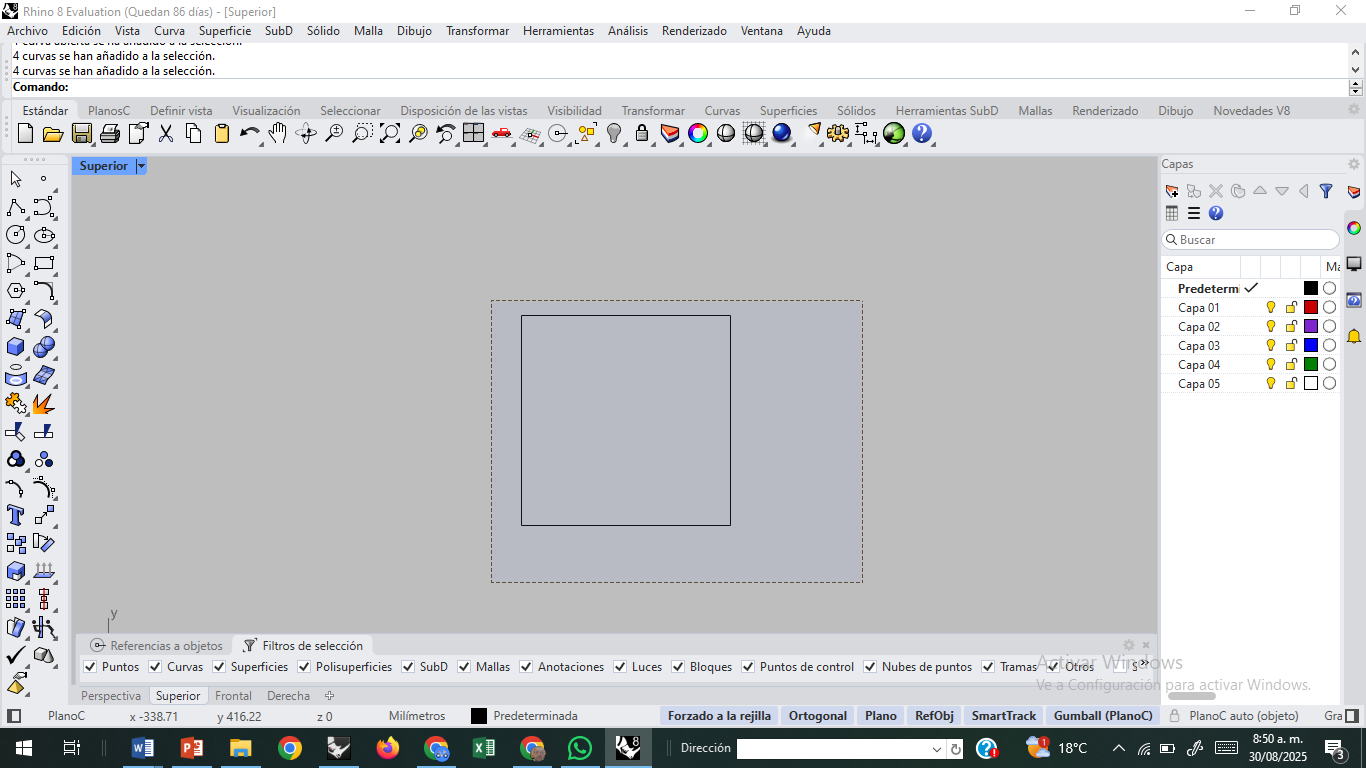 Rhino 8 Evaluation (Quedan 86 días) - [Superior]
Archivo Edición Vista Curva Superficie SubD Sólido Malla Dibujo Transformar Herramientas Análisis Renderizado Ventana Ayuda
4 curvas se han añadido a la selección.
4 curvas se han añadido a la selección.
Comando:
Estándar PlanosC Definir vista Visualización Seleccionar Disposición de las vistas Visibilidad Transformar Curvas Superficies Sólidos Herramientas SubD Mallas Renderizado Dibujo Novedades V8
Superior
Capas
Buscar
Capa Ma
Predetermi
Capa 01
Capa 02
Capa 03
Capa 04
Capa 05
y
Referencias a objetos Filtros de selección
Puntos Curvas Superficies Polisuperficies SubD Mallas Anotaciones Luces Bloques Puntos de control Nubes de puntos Tramas Otros S
Activar Windows
Ve a Configuración para activar Windows.
Perspectiva Superior Frontal Derecha
PlanoC x -338.71 y 416.22 z 0 Milímetros Predeterminada Forzado a la rejilla Ortogonal Plano RefObj SmartTrack Gumball (PlanoC) PlanoC auto (objeto) Gra
Dirección 18°C 8:50 a. m.
30/08/2025 3